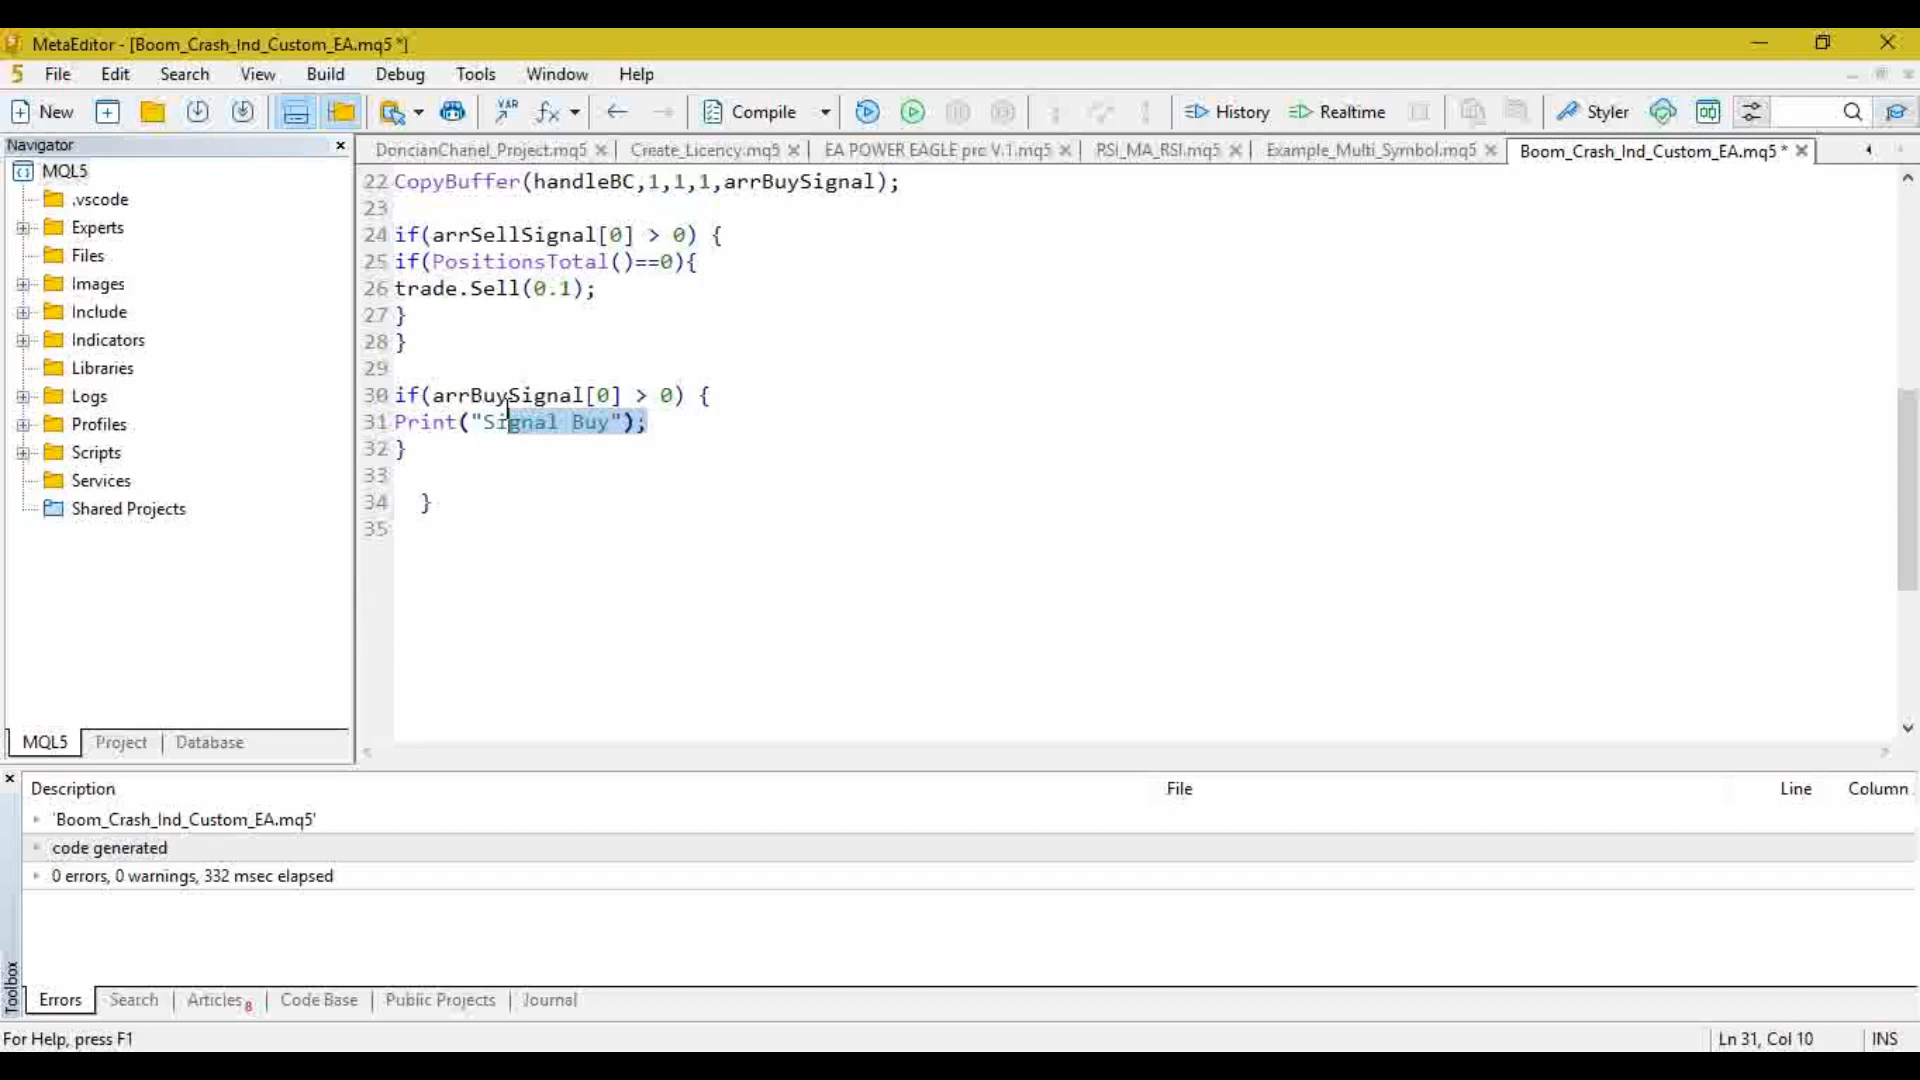 MetaEditor - [Boom_Crash_Ind_Custom_EA.mq5 *]
5 File Edit Search View Build Debug Tools Window Help
New VAR fx Compile History Realtime Styler
Navigator
MQL5
.vscode
Experts
Files
Images
Include
Indicators
Libraries
Logs
Profiles
Scripts
Services
Shared Projects
MQL5 Project Database
DoncianChanel_Project.mq5 Create_Licency.mq5 EA POWER EAGLE pro V.1.mq5 RSI_MA_RSI.mq5 Example_Multi_Symbol.mq5 Boom_Crash_Ind_Custom_EA.mq5 *
22 CopyBuffer(handleBC,1,1,1,arrBuySignal);
23
24 if(arrSellSignal[0] > 0) {
25 if(PositionsTotal()==0){
26 trade.Sell(0.1);
27 }
28 }
29
30 if(arrBuySignal[0] > 0) {
31 Print("Signal Buy");
32 }
33
34 }
35
Toolbox
Description File Line Column
'Boom_Crash_Ind_Custom_EA.mq5'
code generated
0 errors, 0 warnings, 332 msec elapsed
Errors Search Articles 8 Code Base Public Projects Journal
For Help, press F1 Ln 31, Col 10 INS